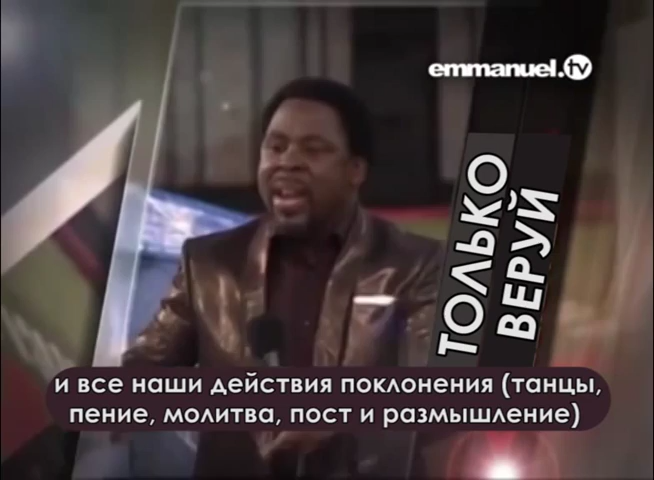 emmanuel.tv
ТОЛЬКО
ВЕРУЙ
и все наши действия поклонения (танцы,
пение, молитва, пост и размышление)